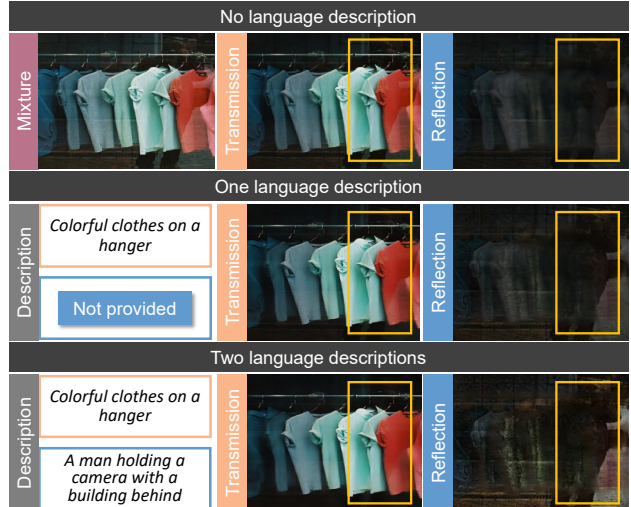 No language description
Mixture
Transmission
Reflection
One language description
Description
Colorful clothes on a
hanger
Not provided
Transmission
Reflection
Two language descriptions
Description
Colorful clothes on a
hanger
A man holding a
camera with a
building behind
Transmission
Reflection